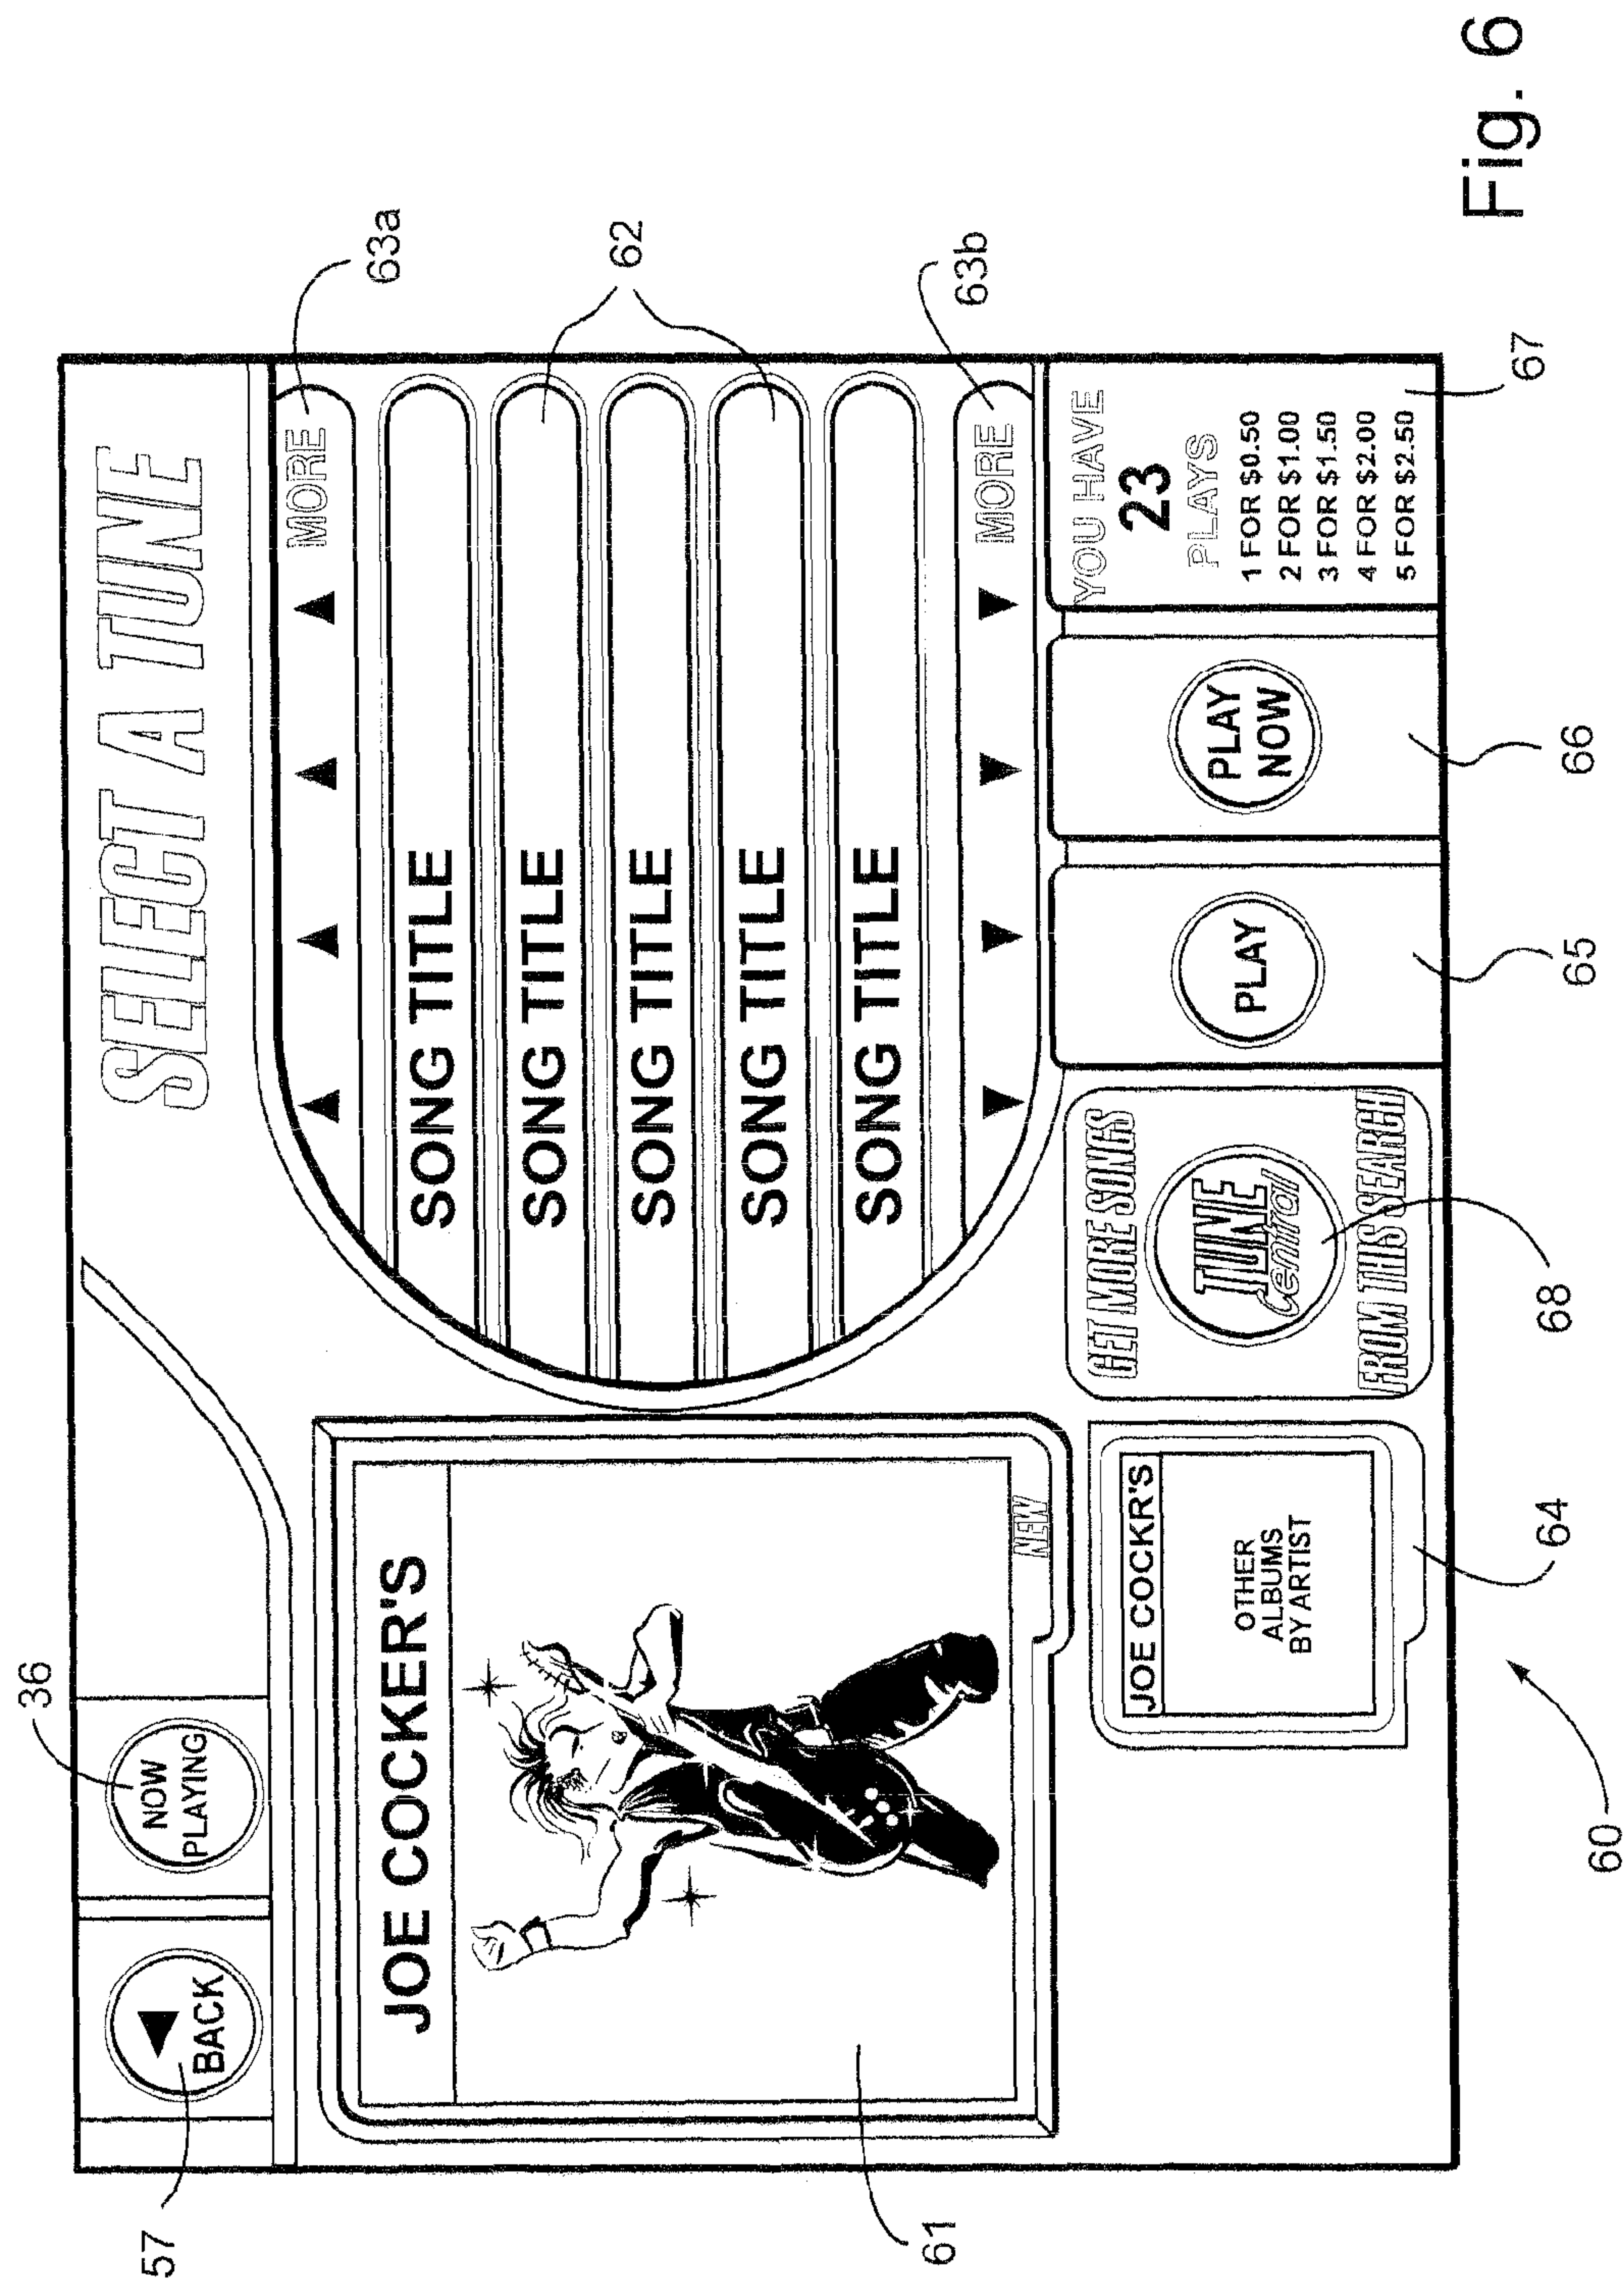 36
57
BACK
NOW
PLAYING
SELECT A TUNE
MORE
63a
JOE COCKER'S
NEW
61
SONG TITLE
SONG TITLE
SONG TITLE
SONG TITLE
SONG TITLE
62
MORE
63b
JOE COCKR'S
OTHER
ALBUMS
BY ARTIST
64
GET MORE SONGS
TUNE
Central
FROM THIS SEARCH
68
PLAY
65
PLAY
NOW
66
YOU HAVE
23
PLAYS
1 FOR $0.50
2 FOR $1.00
3 FOR $1.50
4 FOR $2.00
5 FOR $2.50
67
60
Fig. 6